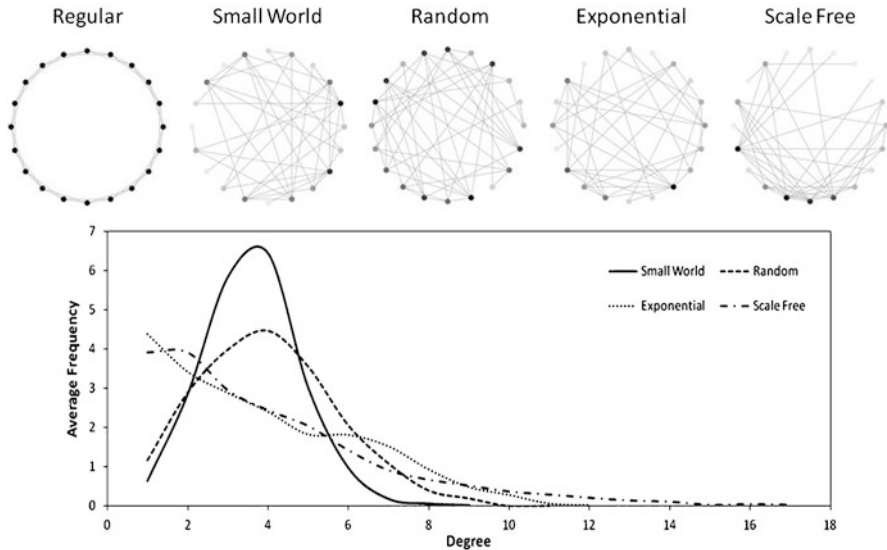 Regular Small World Random Exponential Scale Free
7
6
5
4
3
2
1
0
Average Frequency
Small World Random
Exponential Scale Free
0 2 4 6 8 10 12 14 16 18
Degree